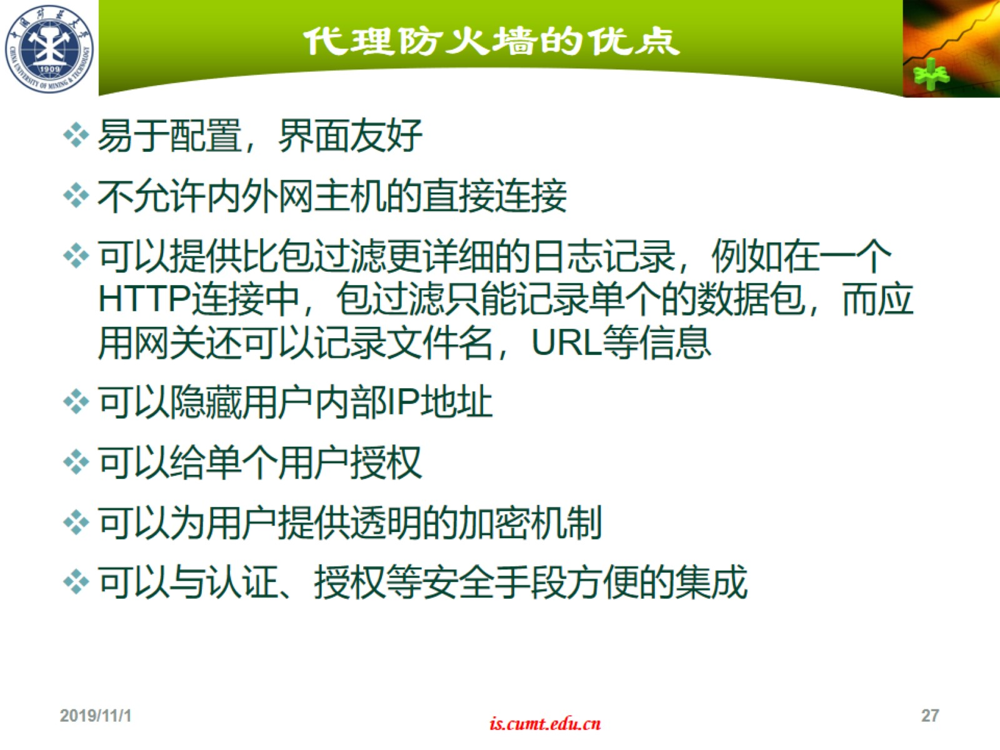 中国矿业大学
CHINA UNIVERSITY OF MINING & TECHNOLOGY
1909
代理防火墙的优点
易于配置，界面友好
不允许内外网主机的直接连接
可以提供比包过滤更详细的日志记录，例如在一个
HTTP连接中，包过滤只能记录单个的数据包，而应
用网关还可以记录文件名，URL等信息
可以隐藏用户内部IP地址
可以给单个用户授权
可以为用户提供透明的加密机制
可以与认证、授权等安全手段方便的集成
2019/11/1
is.cumt.edu.cn
27